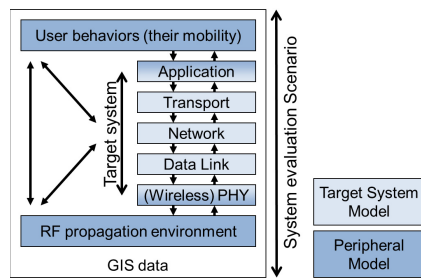 User behaviors (their mobility)
Application
Transport
Network
Data Link
(Wireless) PHY
RF propagation environment
GIS data
Target system
System evaluation Scenario
Target System
Model
Peripheral
Model